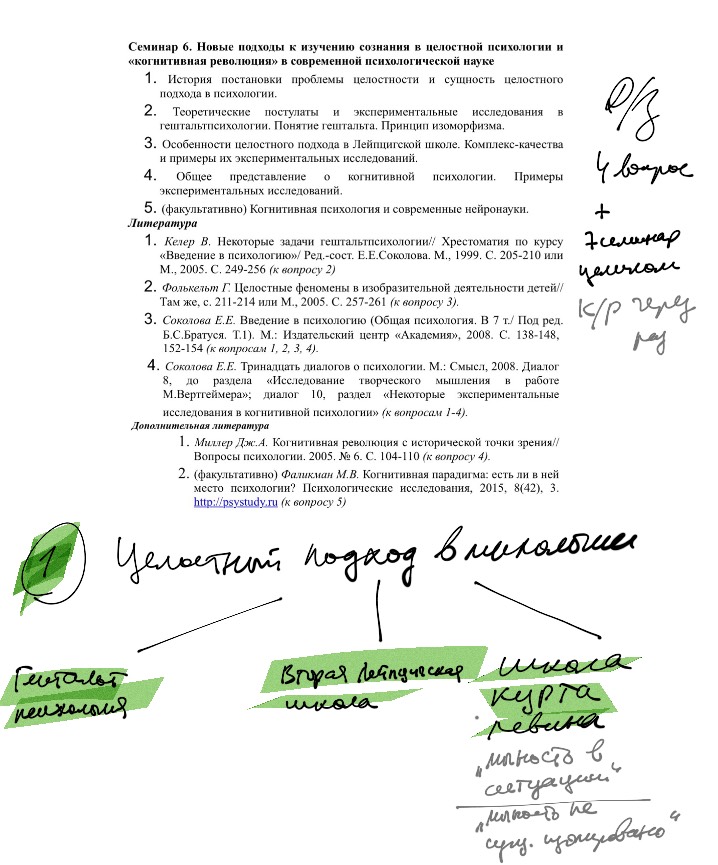 Семинар 6. Новые подходы к изучению сознания в целостной психологии и
«когнитивная революция» в современной психологической науке
1. История постановки проблемы целостности и сущность целостного
подхода в психологии.
2. Теоретические постулаты и экспериментальные исследования в
гештальтпсихологии. Понятие гештальта. Принцип изоморфизма.
3. Особенности целостного подхода в Лейпцигской школе. Комплекс-качества
и примеры их экспериментальных исследований.
4. Общее представление о когнитивной психологии. Примеры
экспериментальных исследований.
5. (факультативно) Когнитивная психология и современные нейронауки.
Литература
1. Келер В. Некоторые задачи гештальтпсихологии// Хрестоматия по курсу
«Введение в психологию»/ Ред.-сост. Е.Е.Соколова. М., 1999. С. 205-210 или
М., 2005. С. 249-256 (к вопросу 2)
2. Фолькельт Г. Целостные феномены в изобразительной деятельности детей//
Там же, с. 211-214 или М., 2005. С. 257-261 (к вопросу 3).
3. Соколова Е.Е. Введение в психологию (Общая психология. В 7 т./ Под ред.
Б.С.Братуся. Т.1). М.: Издательский центр «Академия», 2008. С. 138-148,
152-154 (к вопросам 1, 2, 3, 4).
4. Соколова Е.Е. Тринадцать диалогов о психологии. М.: Смысл, 2008. Диалог
8, до раздела «Исследование творческого мышления в работе
М.Вертгеймера»; диалог 10, раздел «Некоторые экспериментальные
исследования в когнитивной психологии» (к вопросам 1-4).
Дополнительная литература
1. Миллер Дж.А. Когнитивная революция с исторической точки зрения//
Вопросы психологии. 2005. № 6. С. 104-110 (к вопросу 4).
2. (факультативно) Фаликман М.В. Когнитивная парадигма: есть ли в ней
место психологии? Психологические исследования, 2015, 8(42), 3.
http://psystudy.ru (к вопросу 5)
Д/З
4 вопрос
+
7 семинар
целиком
К/р через
раз
1 Целостный подход в психологии
Гештальт
психология
Вторая Лейпцигская
школа
школа
курта
левина
„личность в
ситуации“
„личность не
сущ. изолировано“